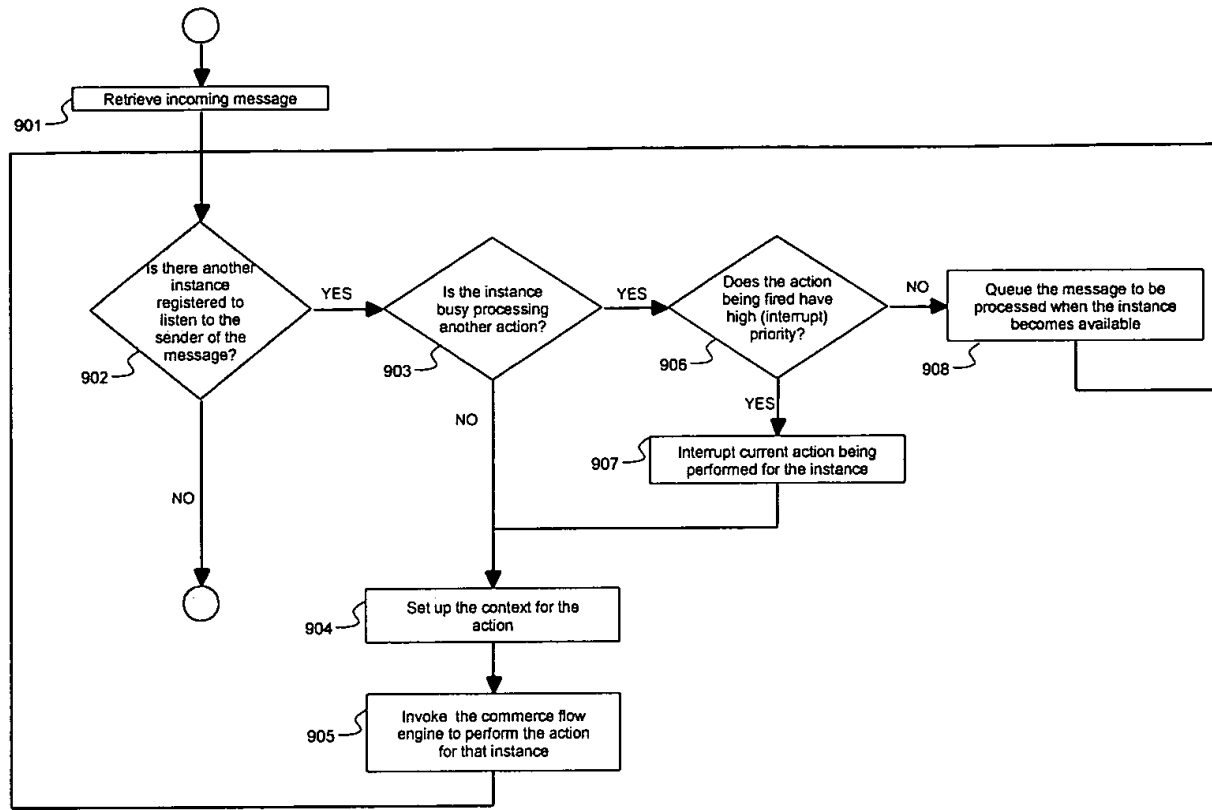 Retrieve incoming message
901
Is there another
instance
registered to
listen to the
sender of the
message?
902
YES
NO
Is the instance
busy processing
another action?
903
YES
NO
Does the action
being fired have
high (interrupt)
priority?
906
NO
YES
Queue the message to be
processed when the instance
becomes available
908
Interrupt current action being
performed for the instance
907
Set up the context for the
action
904
Invoke the commerce flow
engine to perform the action
for that instance
905